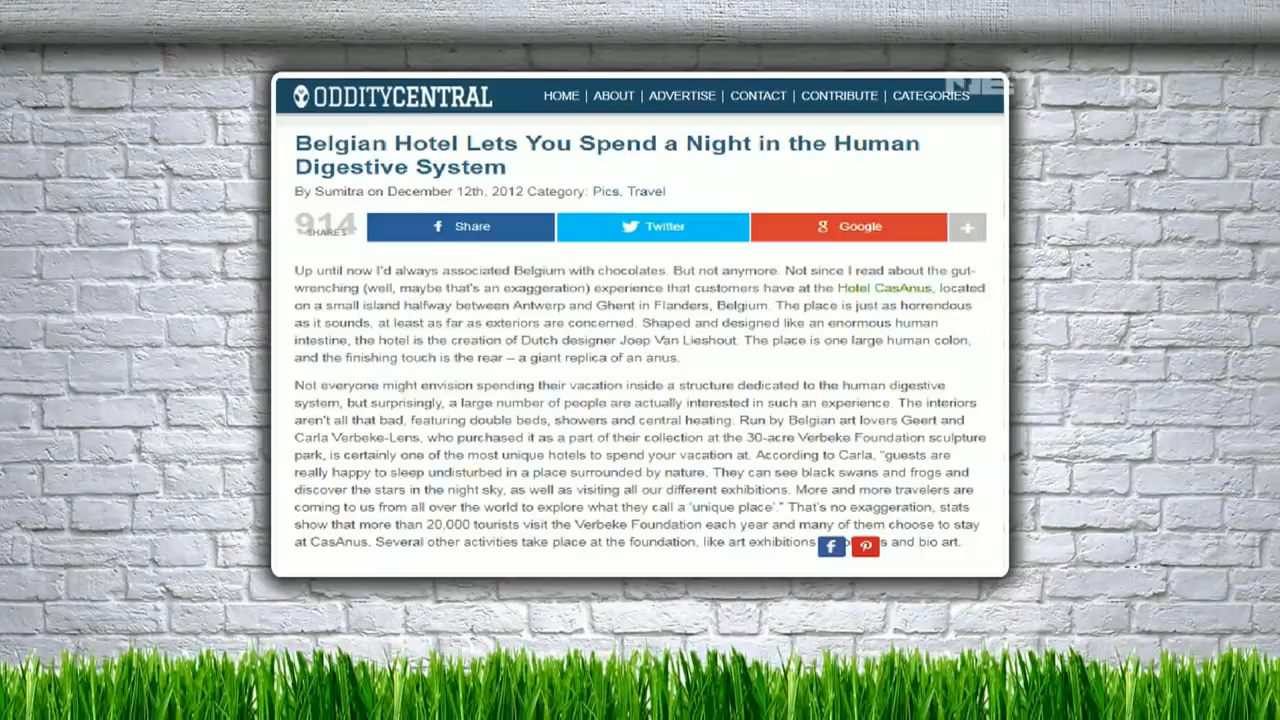 ODDITYCENTRAL
HOME | ABOUT | ADVERTISE | CONTACT | CONTRIBUTE | CATEGORIES
Belgian Hotel Lets You Spend a Night in the Human
Digestive System
By Sumitra on December 12th, 2012 Category: Pics, Travel
914
SHARES
Share
Twitter
Google
Up until now I'd always associated Belgium with chocolates. But not anymore. Not since I read about the gut-
wrenching (well, maybe that's an exaggeration) experience that customers have at the Hotel CasAnus, located
on a small island halfway between Antwerp and Ghent in Flanders, Belgium. The place is just as horrendous
as it sounds, at least as far as exteriors are concerned. Shaped and designed like an enormous human
intestine, the hotel is the creation of Dutch designer Joep Van Lieshout. The place is one large human colon,
and the finishing touch is the rear – a giant replica of an anus.
Not everyone might envision spending their vacation inside a structure dedicated to the human digestive
system, but surprisingly, a large number of people are actually interested in such an experience. The interiors
aren't all that bad, featuring double beds, showers and central heating. Run by Belgian art lovers Geert and
Carla Verbeke-Lens, who purchased it as a part of their collection at the 30-acre Verbeke Foundation sculpture
park, is certainly one of the most unique hotels to spend your vacation at. According to Carla, "guests are
really happy to sleep undisturbed in a place surrounded by nature. They can see black swans and frogs and
discover the stars in the night sky, as well as visiting all our different exhibitions. More and more travelers are
coming to us from all over the world to explore what they call a 'unique place'." That's no exaggeration, stats
show that more than 20,000 tourists visit the Verbeke Foundation each year and many of them choose to stay
at CasAnus. Several other activities take place at the foundation, like art exhibitions and bio art.